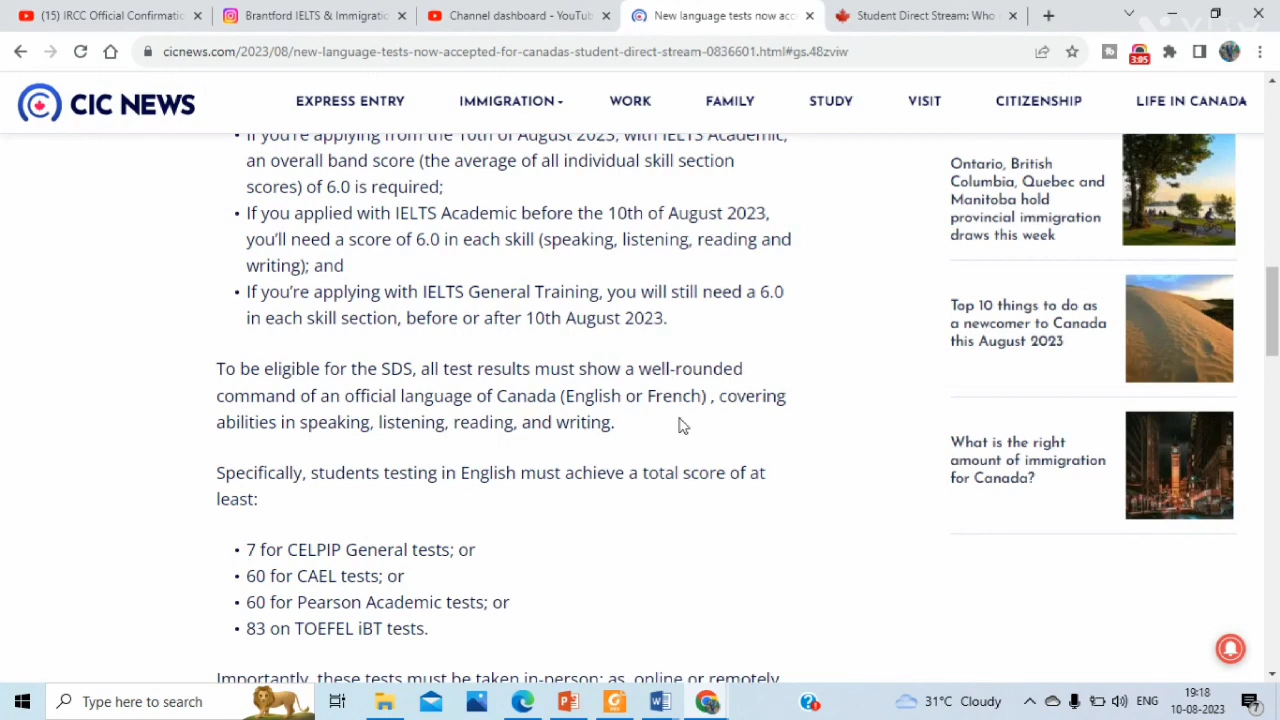 (15) IRCC Official Confirmatio
Brantford IELTS & Immigratio
Channel dashboard - YouTub
New language tests now acc
Student Direct Stream: Who
cicnews.com/2023/08/new-language-tests-now-accepted-for-canadas-student-direct-stream-0836601.html#gs.48zviw
3:05
CIC NEWS
EXPRESS ENTRY
IMMIGRATION
WORK
FAMILY
STUDY
VISIT
CITIZENSHIP
LIFE IN CANADA
• If you're applying from the 10th of August 2023, with IELTS Academic,
an overall band score (the average of all individual skill section
scores) of 6.0 is required;
• If you applied with IELTS Academic before the 10th of August 2023,
you'll need a score of 6.0 in each skill (speaking, listening, reading and
writing); and
• If you're applying with IELTS General Training, you will still need a 6.0
in each skill section, before or after 10th August 2023.
To be eligible for the SDS, all test results must show a well-rounded
command of an official language of Canada (English or French) , covering
abilities in speaking, listening, reading, and writing.
Specifically, students testing in English must achieve a total score of at
least:
• 7 for CELPIP General tests; or
• 60 for CAEL tests; or
• 60 for Pearson Academic tests; or
• 83 on TOEFEL iBT tests.
Importantly, these tests must be taken in-person; as, online or remotely
Ontario, British
Columbia, Quebec and
Manitoba hold
provincial immigration
draws this week
Top 10 things to do as
a newcomer to Canada
this August 2023
What is the right
amount of immigration
for Canada?
Type here to search
31°C Cloudy
ENG
19:18
10-08-2023
7